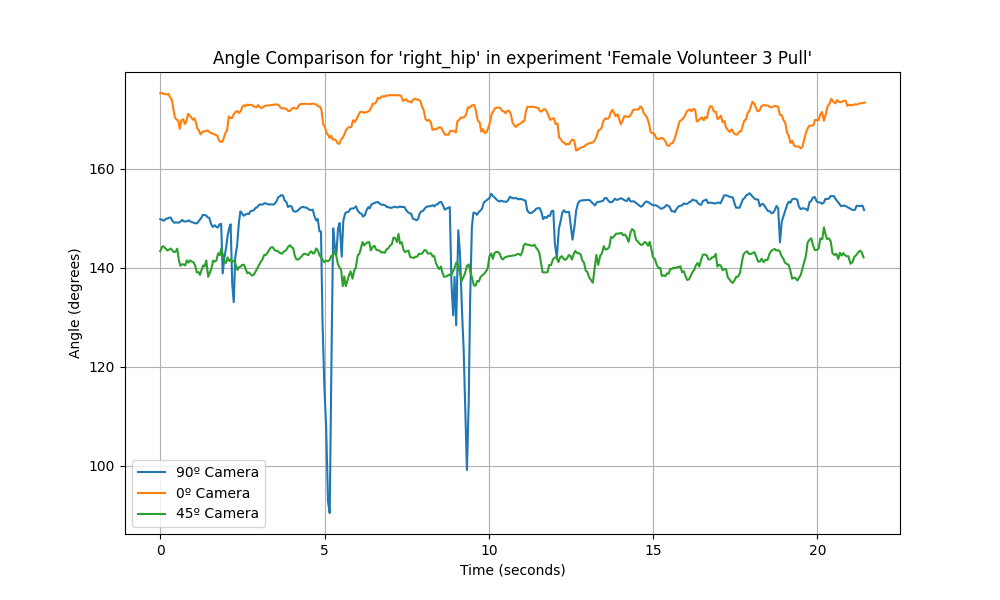 Angle Comparison for 'right_hip' in experiment 'Female Volunteer 3 Pull'
160
140
120
100
Angle (degrees)
90º Camera
0º Camera
45º Camera
0
5
10
15
20
Time (seconds)